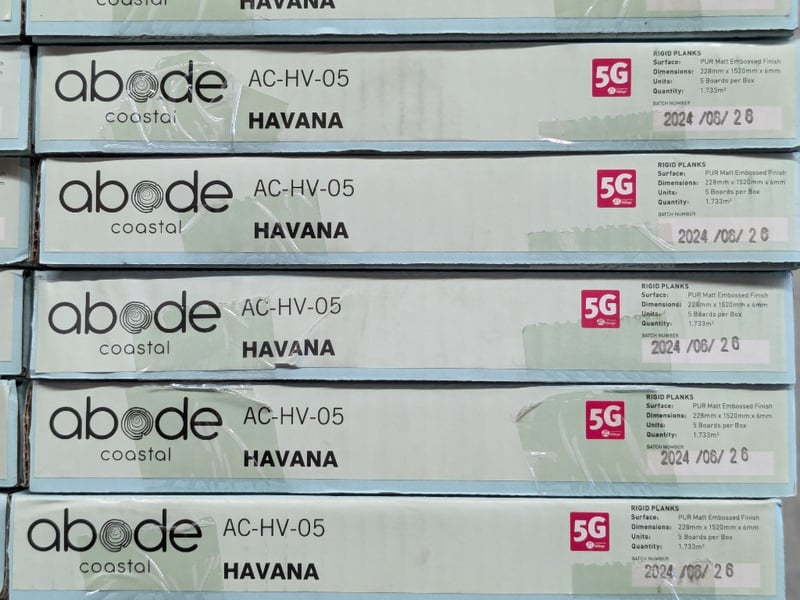 coastal
HAVANA
abode
coastal
AC-HV-05
HAVANA
5G
RIGID PLANKS
Surface: PUR Matt Embossed Finish
Dimensions: 228mm x 1520mm x 6mm
Units: 5 Boards per Box
Quantity: 1.733m²
BATCH NUMBER
2024 /06/ 26
abode
coastal
AC-HV-05
HAVANA
5G
RIGID PLANKS
Surface: PUR Matt Embossed Finish
Dimensions: 228mm x 1520mm x 6mm
Units: 5 Boards per Box
Quantity: 1.733m²
BATCH NUMBER
2024 /06/ 26
abode
coastal
AC-HV-05
HAVANA
5G
RIGID PLANKS
Surface: PUR Matt Embossed Finish
Dimensions: 228mm x 1520mm x 6mm
Units: 5 Boards per Box
Quantity: 1.733m²
BATCH NUMBER
2024 /06/ 26
abode
coastal
AC-HV-05
HAVANA
5G
RIGID PLANKS
Surface: PUR Matt Embossed Finish
Dimensions: 228mm x 1520mm x 6mm
Units: 5 Boards per Box
Quantity: 1.733m²
BATCH NUMBER
2024 /06/ 26
abode
coastal
AC-HV-05
HAVANA
5G
RIGID PLANKS
Surface: PUR Matt Embossed Finish
Dimensions: 228mm x 1520mm x 6mm
Units: 5 Boards per Box
Quantity: 1.733m²
BATCH NUMBER
2024 /06/ 26